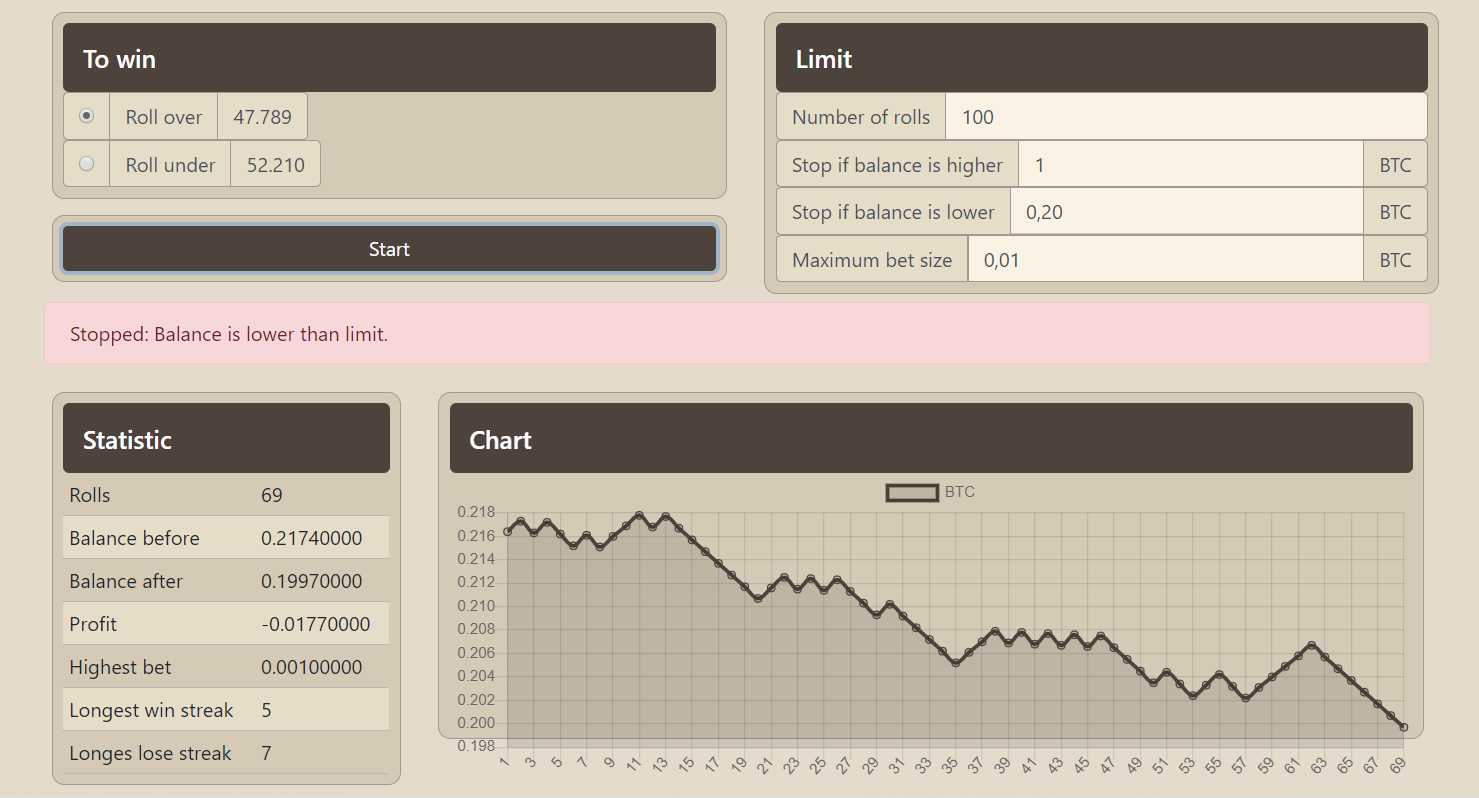 To win
Roll over 47.789
Roll under 52.210
Start
Limit
Number of rolls 100
Stop if balance is higher 1 BTC
Stop if balance is lower 0,20 BTC
Maximum bet size 0,01 BTC
Stopped: Balance is lower than limit.
Statistic
Rolls 69
Balance before 0.21740000
Balance after 0.19970000
Profit -0.01770000
Highest bet 0.00100000
Longest win streak 5
Longes lose streak 7
Chart
BTC
0.218
0.216
0.214
0.212
0.210
0.208
0.206
0.204
0.202
0.200
0.198
1 3 5 7 9 11 13 15 17 19 21 23 25 27 29 31 33 35 37 39 41 43 45 47 49 51 53 55 57 59 61 63 65 67 69